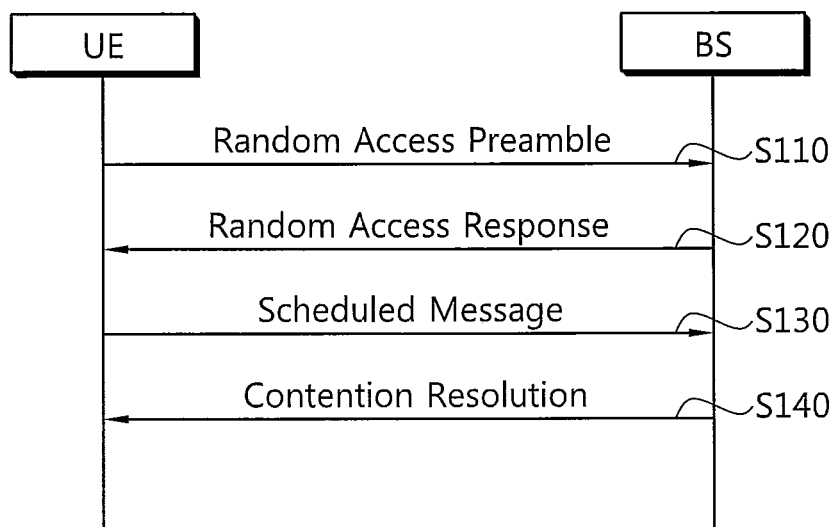 UE
BS
Random Access Preamble
S110
Random Access Response
S120
Scheduled Message
S130
Contention Resolution
S140